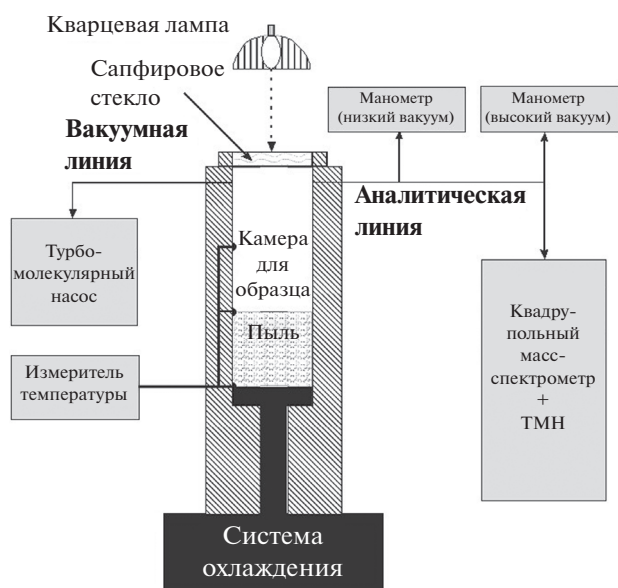 Кварцевая лампа
Сапфировое
стекло
Вакуумная
линия
Манометр
(низкий вакуум)
Манометр
(высокий вакуум)
Аналитическая
линия
Турбо-
молекулярный
насос
Камера
для
образца
Пыль
Измеритель
температуры
Квадру-
польный
масс-
спектрометр
+
ТМН
Система
охлаждения